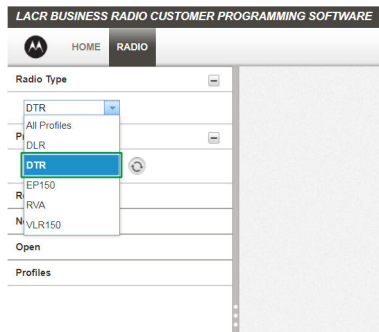 LACR BUSINESS RADIO CUSTOMER PROGRAMMING SOFTWARE
HOME RADIO
Radio Type
DTR
All Profiles
DLR
DTR
EP150
RVA
VLR150
Open
Profiles